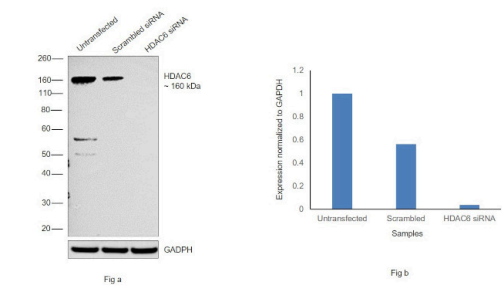 Untransfected
Scrambled siRNA
HDAC6 siRNA
260
160
110
80
60
50
40
30
20
HDAC6
~ 160 kDa
GADPH
Fig a
Expression normalized to GAPDH
1.2
1
0.8
0.6
0.4
0.2
0
Untransfected Scrambled HDAC6 siRNA
Samples
Fig b